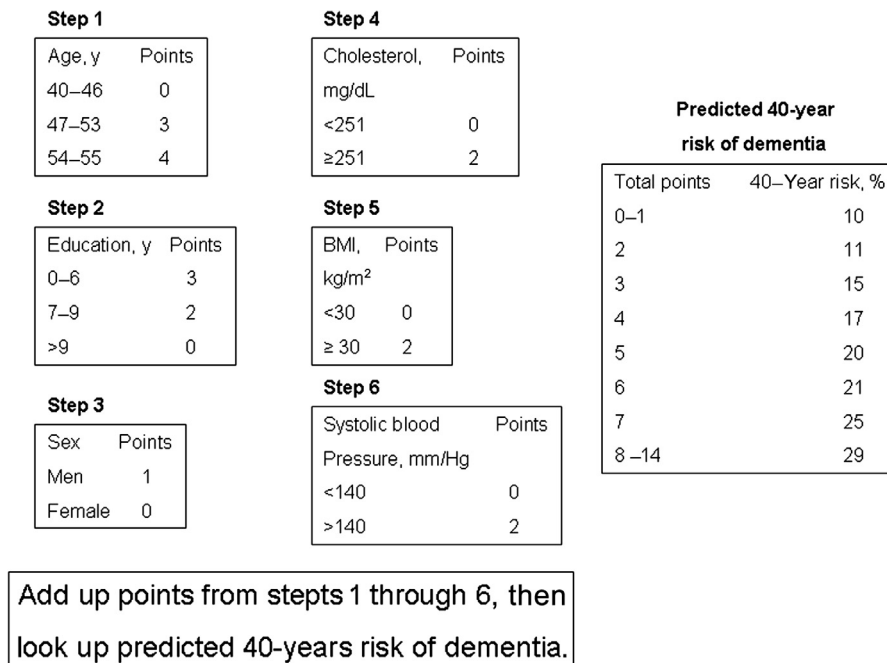 Step 1
Age, y Points
40–46 0
47–53 3
54–55 4
Step 2
Education, y Points
0–6 3
7–9 2
>9 0
Step 3
Sex Points
Men 1
Female 0
Step 4
Cholesterol, Points
mg/dL
<251 0
≥251 2
Step 5
BMI, Points
kg/m²
<30 0
≥ 30 2
Step 6
Systolic blood Points
Pressure, mm/Hg
<140 0
>140 2
Predicted 40-year
risk of dementia
Total points 40–Year risk, %
0–1 10
2 11
3 15
4 17
5 20
6 21
7 25
8 –14 29
Add up points from stepts 1 through 6, then
look up predicted 40-years risk of dementia.